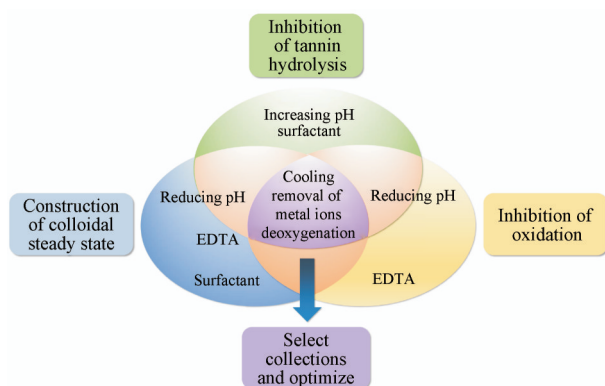 Inhibition
of tannin
hydrolysis
Increasing pH
surfactant
Cooling
removal of
metal ions
deoxygenation
Reducing pH
Reducing pH
Construction
of colloidal
steady state
EDTA
Surfactant
Inhibition of
oxidation
EDTA
Select
collections
and optimize